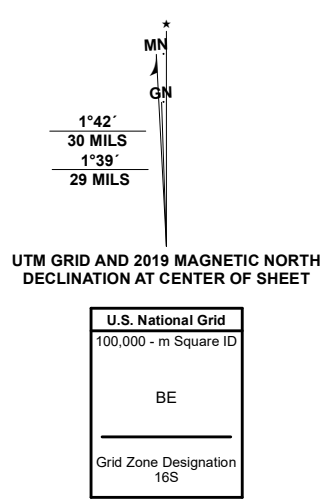 MN
GN
1°42´
30 MILS
1°39´
29 MILS
UTM GRID AND 2019 MAGNETIC NORTH
DECLINATION AT CENTER OF SHEET
U.S. National Grid
100,000 - m Square ID
BE
Grid Zone Designation
16S